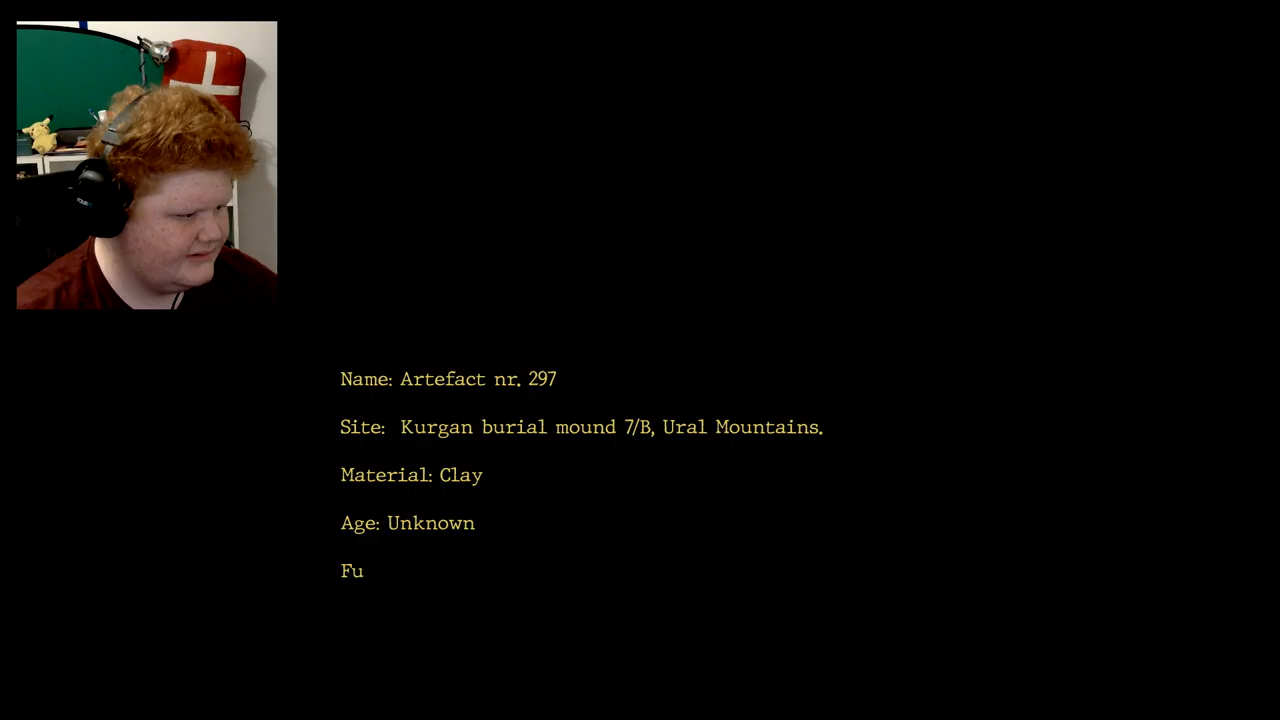 Name: Artefact nr. 297
Site: Kurgan burial mound 7/B, Ural Mountains.
Material: Clay
Age: Unknown
Fu